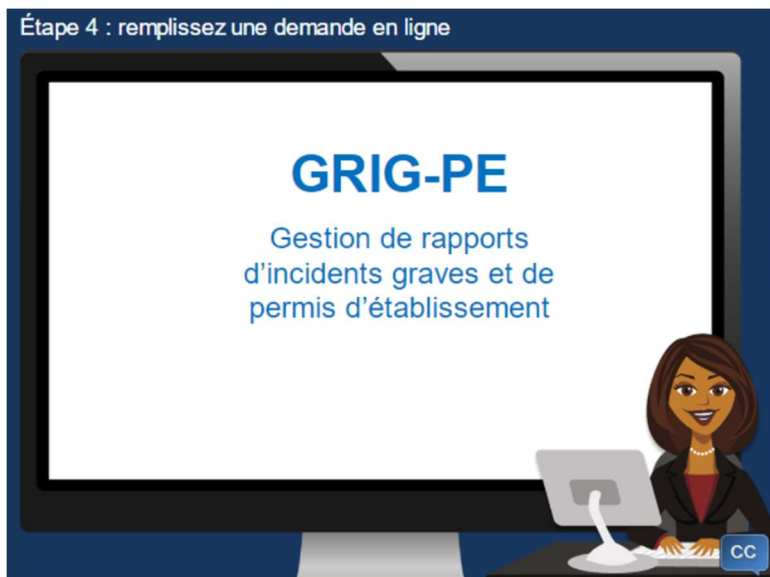 Étape 4 : remplissez une demande en ligne
GRIG-PE
Gestion de rapports
d'incidents graves et de
permis d'établissement
CC